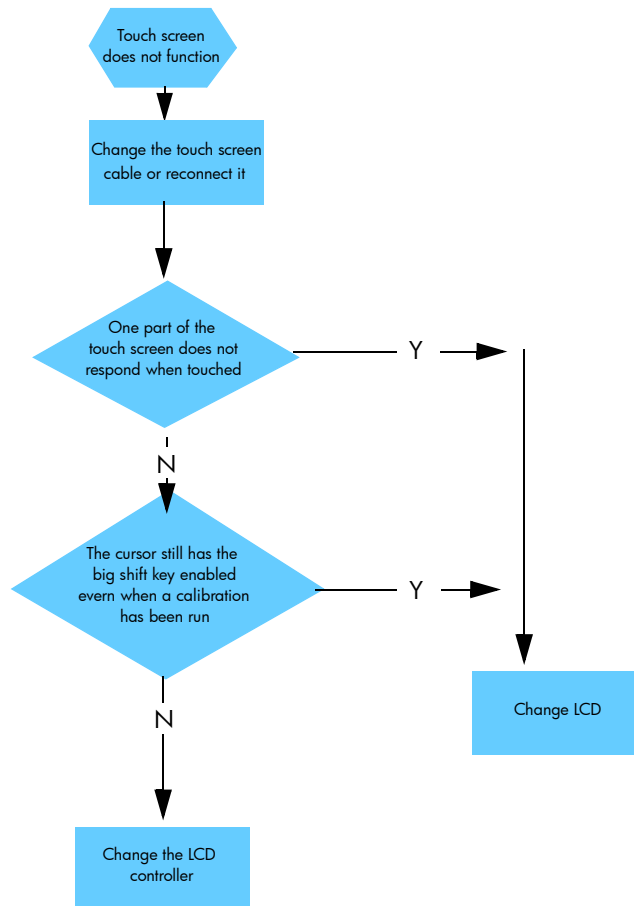 Touch screen
does not function
Change the touch screen
cable or reconnect it
One part of the
touch screen does not
respond when touched
Y
N
The cursor still has the
big shift key enabled
evern when a calibration
has been run
Y
N
Change LCD
Change the LCD
controller